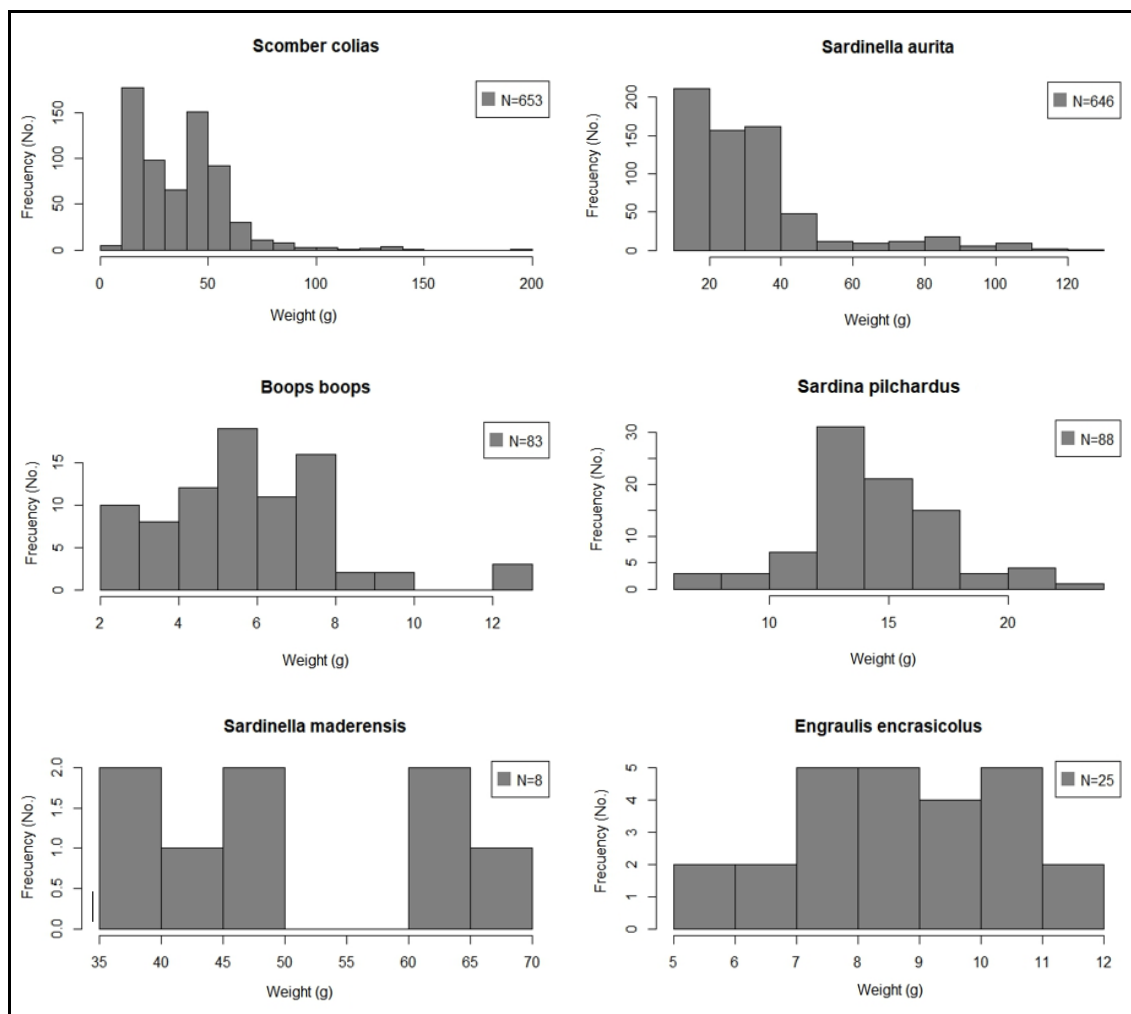 Scomber colias
N=653
Frecuency (No.)
150
100
50
0
0 50 100 150 200
Weight (g)
Sardinella aurita
N=646
Frecuency (No.)
200
150
100
50
0
20 40 60 80 100 120
Weight (g)
Boops boops
N=83
Frecuency (No.)
15
10
5
0
2 4 6 8 10 12
Weight (g)
Sardina pilchardus
N=88
Frecuency (No.)
30
20
10
5
0
10 15 20
Weight (g)
Sardinella maderensis
N=8
Frecuency (No.)
2.0
1.5
1.0
0.5
0.0
35 40 45 50 55 60 65 70
Weight (g)
Engraulis encrasicolus
N=25
Frecuency (No.)
5
4
3
2
1
0
5 6 7 8 9 10 11 12
Weight (g)